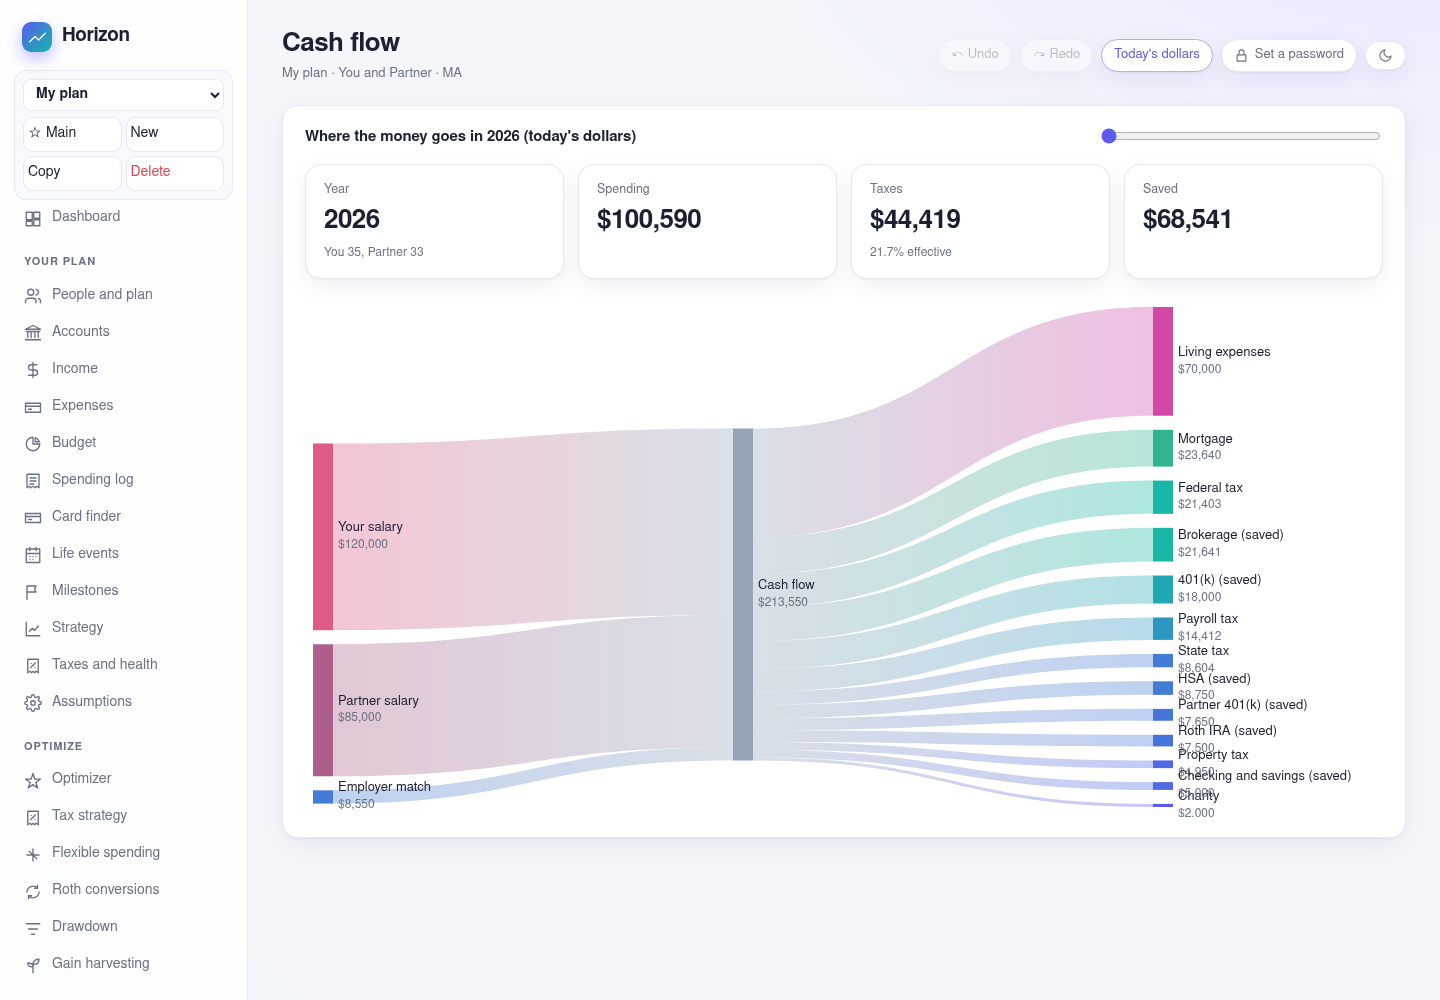 Horizon
My plan
☆ Main
New
Copy
Delete
Dashboard
YOUR PLAN
People and plan
Accounts
Income
Expenses
Budget
Spending log
Card finder
Life events
Milestones
Strategy
Taxes and health
Assumptions
OPTIMIZE
Optimizer
Tax strategy
Flexible spending
Roth conversions
Drawdown
Gain harvesting
Cash flow
My plan · You and Partner · MA
Undo
Redo
Today's dollars
Set a password
Where the money goes in 2026 (today's dollars)
Year
2026
You 35, Partner 33
Spending
$100,590
Taxes
$44,419
21.7% effective
Saved
$68,541
Your salary
$120,000
Partner salary
$85,000
Employer match
$8,550
Cash flow
$213,550
Living expenses
$70,000
Mortgage
$23,640
Federal tax
$21,403
Brokerage (saved)
$21,641
401(k) (saved)
$18,000
Payroll tax
$14,412
State tax
$8,604
HSA (saved)
$8,750
Partner 401(k) (saved)
$7,650
Roth IRA (saved)
$7,500
Property tax
$4,950
Checking and savings (saved)
$5,000
Charity
$2,000